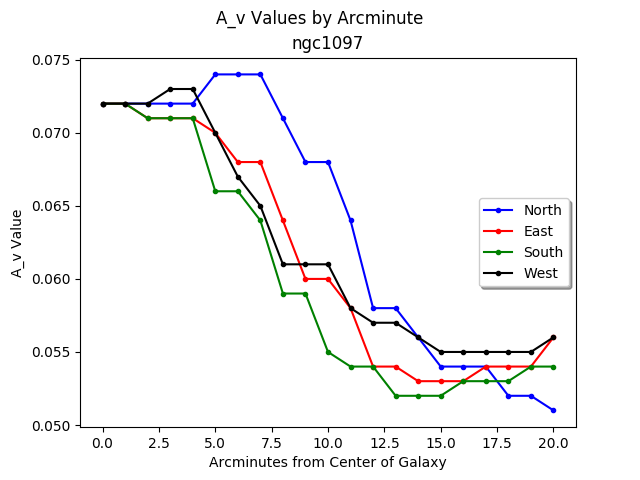 A_v Values by Arcminute
ngc1097
0.075
0.070
0.065
0.060
0.055
0.050
A_v Value
North
East
South
West
0.0 2.5 5.0 7.5 10.0 12.5 15.0 17.5 20.0
Arcminutes from Center of Galaxy